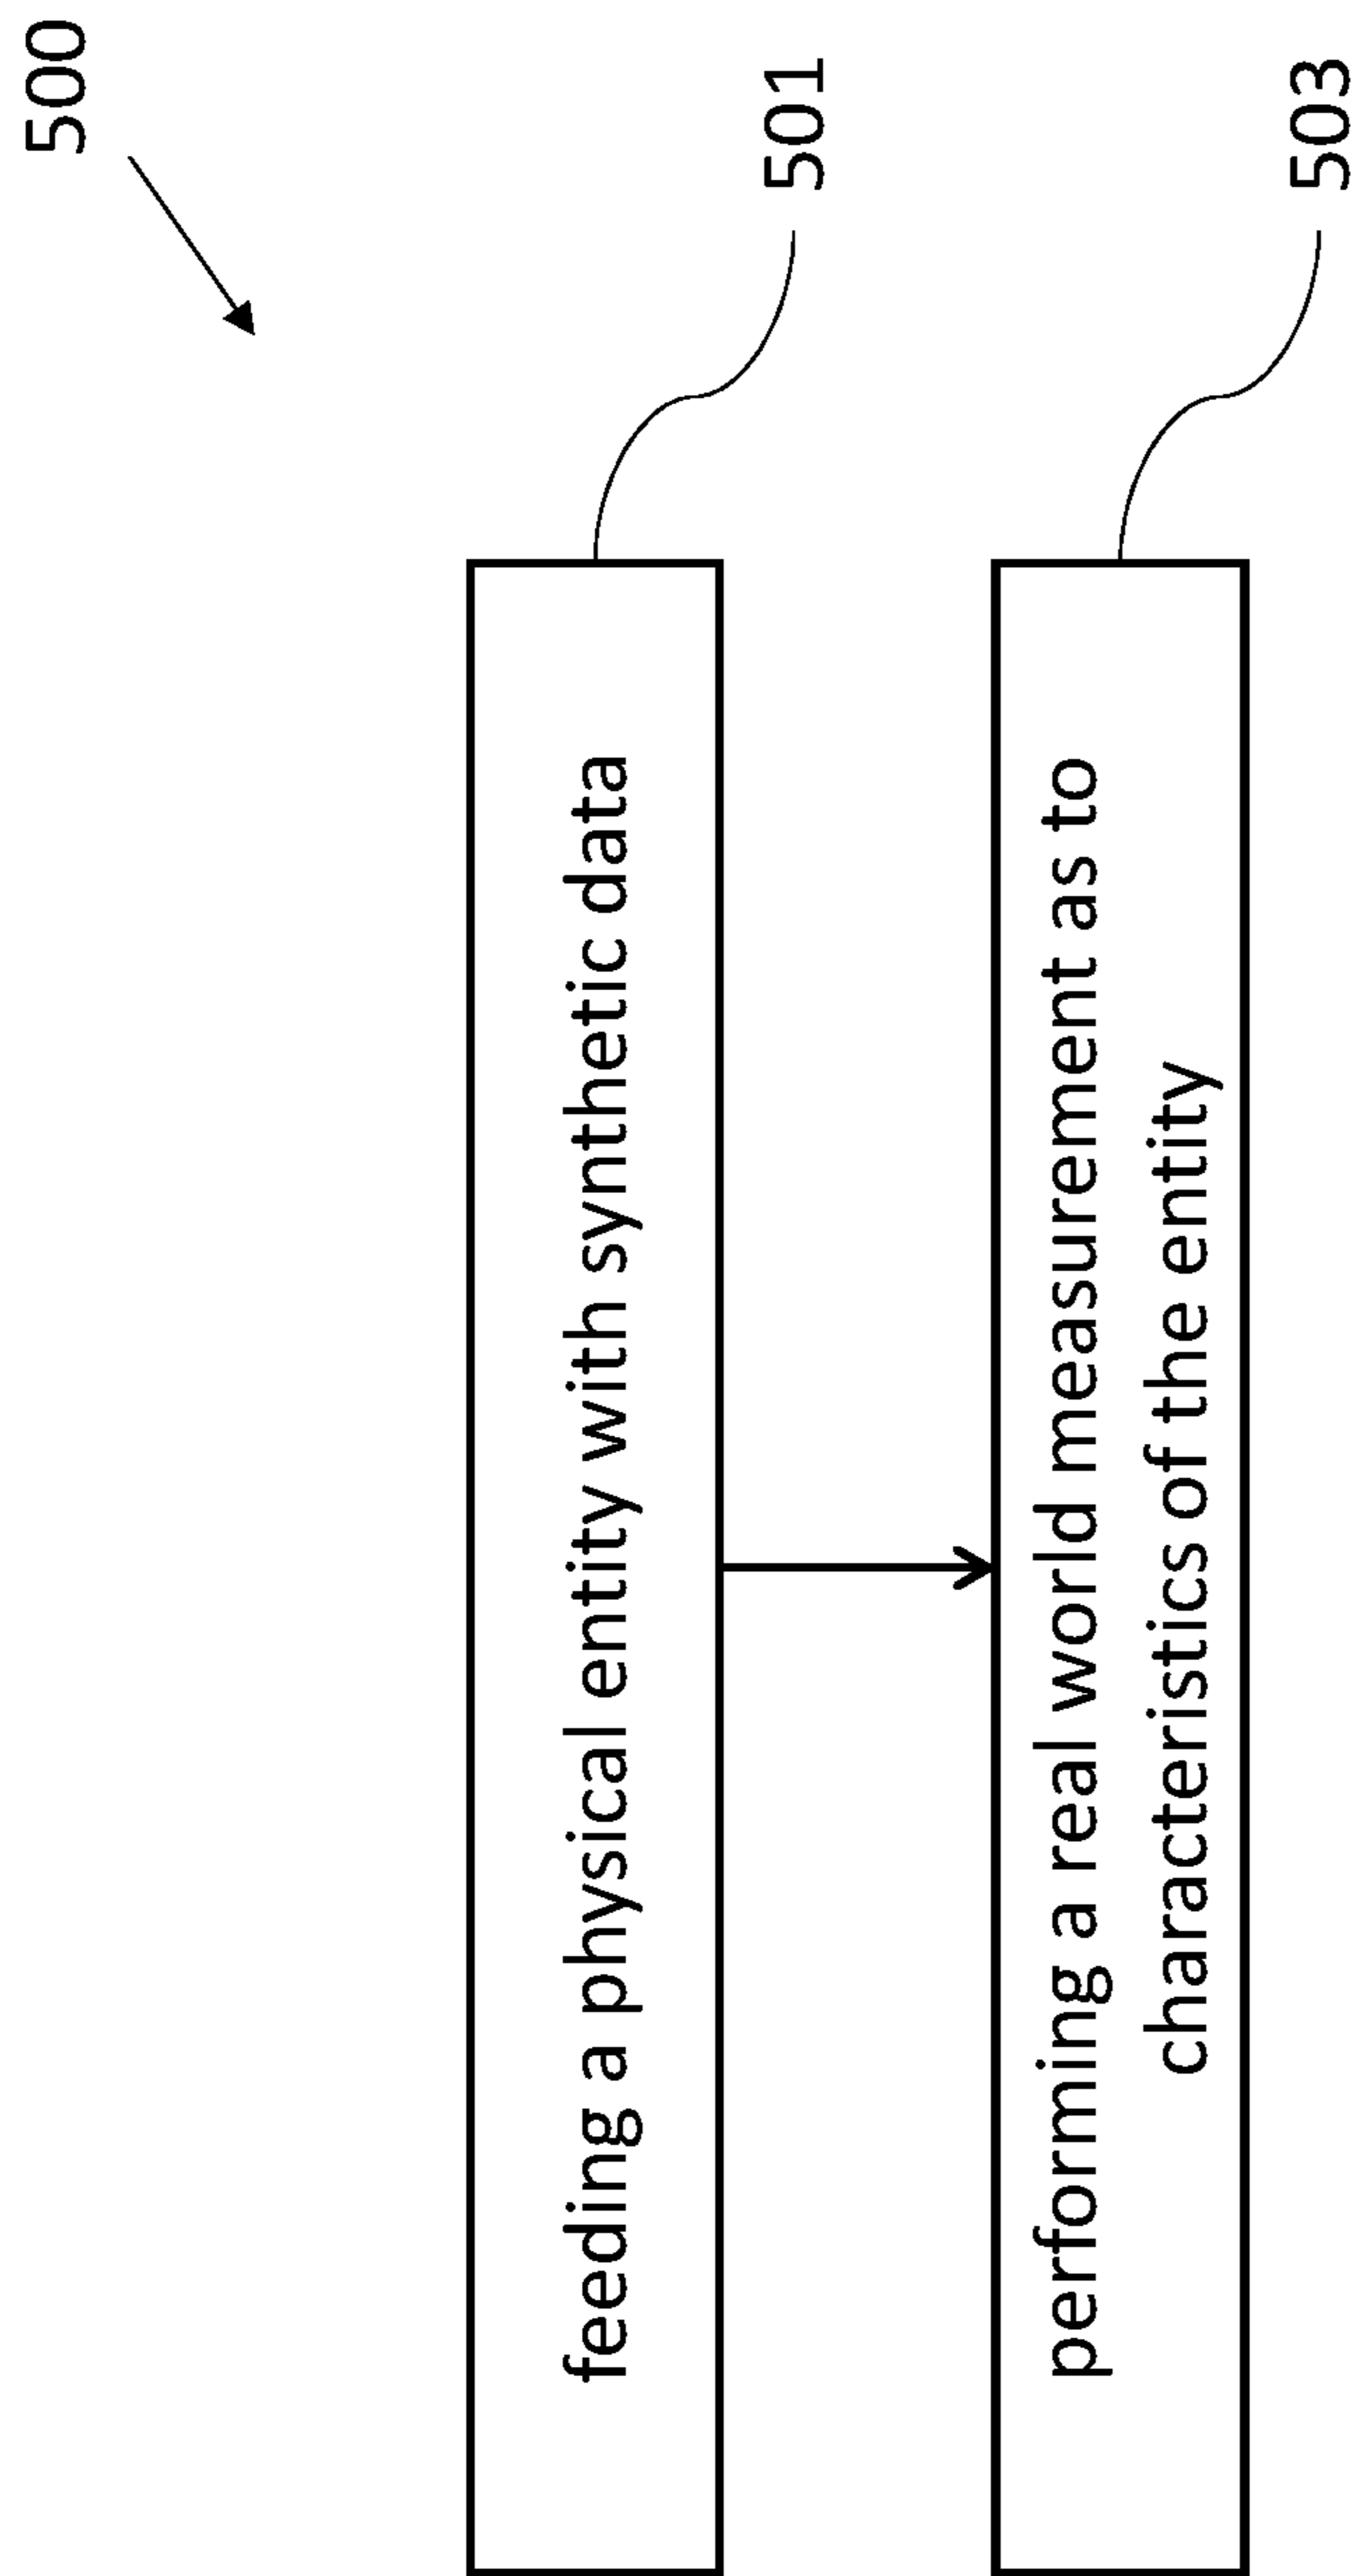 500
501
feeding a physical entity with synthetic data
503
performing a real world measurement as to
characteristics of the entity